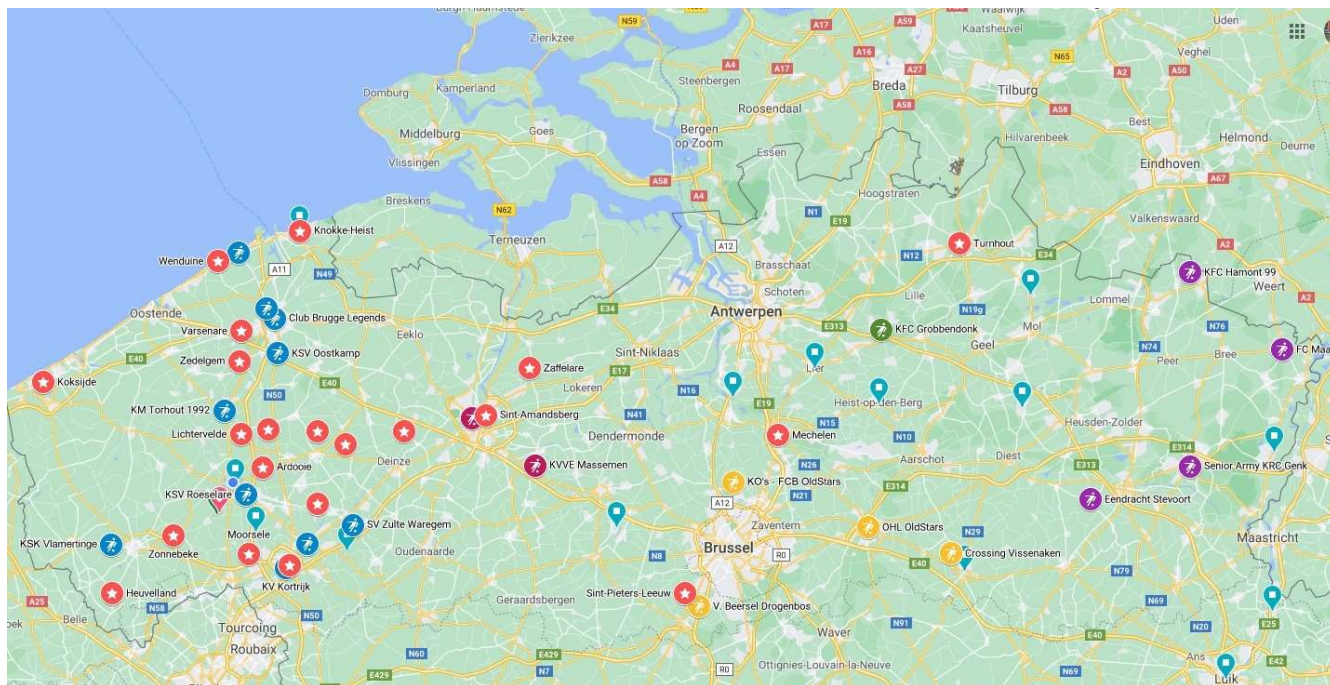 N59
A17
A59
Waalwijk
Uden
Zierikzee
Kaatsheuvel
A16
N65
Veghel
A4
A17
Steenbergen
A27
A2
A50
Breda
Tilburg
Domburg
Kamperland
Roosendaal
A58
A58
Best
Middelburg
Goes
Bergen
op Zoom
Hilvarenbeek
Helmond
Deurne
Vlissingen
Essen
Eindhoven
A58
A4
A67
Breskens
Hoogstraten
N62
N1
Valkenswaard
Knokke-Heist
Terneuzen
E19
A12
N12
Turnhout
A2
Wenduine
A11
N49
Brasschaat
E34
KFC Hamont 99
Schoten
Lille
Lommel
Weert
Oostende
E34
Antwerpen
N19g
A2
Club Brugge Legends
Varsenare
Eeklo
E313
KFC Grobbendonk
Mol
N76
Geel
N74
KSV Oostkamp
Sint-Niklaas
FC Maa
Zedelgem
Lier
Peer
Bree
E40
Zaffelare
E17
Koksijde
E40
Lokeren
N16
N50
Heist-op-den-Berg
KM Torhout 1992
Sint-Amandsberg
N41
E19
N15
Heusden-Zolder
Lichtervelde
Dendermonde
Mechelen
N10
E314
Ardooie
Deinze
Aarschot
Diest
KVVE Massemen
N26
E313
Senior Army KRC Genk
KSV Roeselare
KO's - FCB OldStars
E314
A12
N21
Eendracht Stevoort
Moorsele
SV Zulte Waregem
Zaventem
OHL OldStars
N29
KSK Vlamertinge
Zonnebeke
Oudenaarde
Brussel
Maastricht
N8
R0
Crossing Vissenaken
KV Kortrijk
E40
N79
Heuvelland
Geraardsbergen
Sint-Pieters-Leeuw
A25
N58
V. Beersel Drogenbos
N69
E25
Belle
N50
Tourcoing
N91
N20
Waver
E40
Roubaix
N60
E429
Ans
E42
R0
Ottignies-Louvain-la-Neuve
N69
E429
N7
Luik